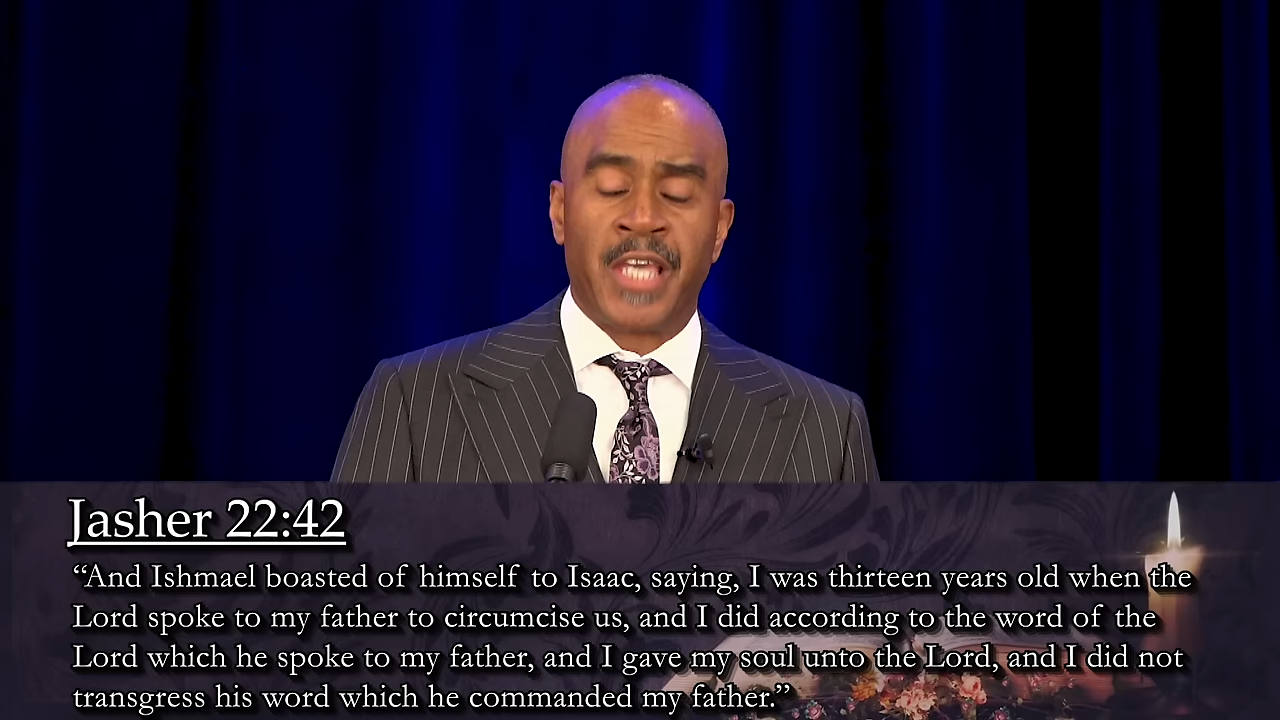 Jasher 22:42
“And Ishmael boasted of himself to Isaac, saying, I was thirteen years old when the
Lord spoke to my father to circumcise us, and I did according to the word of the
Lord which he spoke to my father, and I gave my soul unto the Lord, and I did not
transgress his word which he commanded my father.”